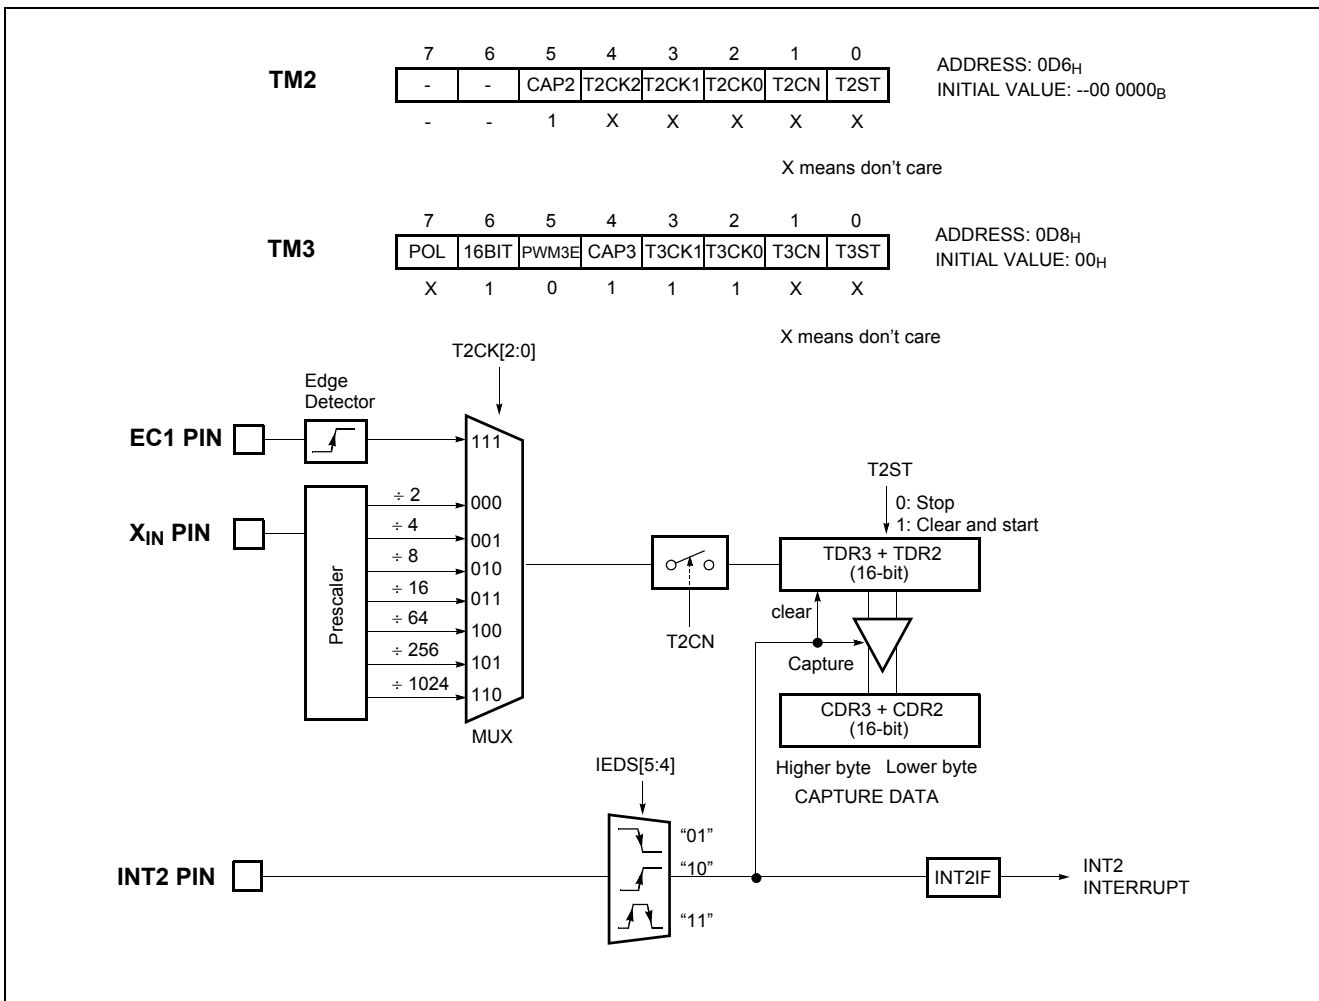 7 6 5 4 3 2 1 0
TM2 - - CAP2 T2CK2 T2CK1 T2CK0 T2CN T2ST
- - 1 X X X X X
ADDRESS: 0D6H
INITIAL VALUE: --00 0000B
X means don't care
7 6 5 4 3 2 1 0
TM3 POL 16BIT PWM3E CAP3 T3CK1 T3CK0 T3CN T3ST
X 1 0 1 1 1 X X
ADDRESS: 0D8H
INITIAL VALUE: 00H
X means don't care
T2CK[2:0]
Edge
Detector
EC1 PIN
111
XIN PIN
Prescaler
÷ 2 000
÷ 4 001
÷ 8 010
÷ 16 011
÷ 64 100
÷ 256 101
÷ 1024 110
MUX
T2CN
T2ST
0: Stop
1: Clear and start
TDR3 + TDR2
(16-bit)
clear
Capture
CDR3 + CDR2
(16-bit)
Higher byte Lower byte
CAPTURE DATA
IEDS[5:4]
“01”
“10”
“11”
INT2 PIN
INT2IF
INT2
INTERRUPT